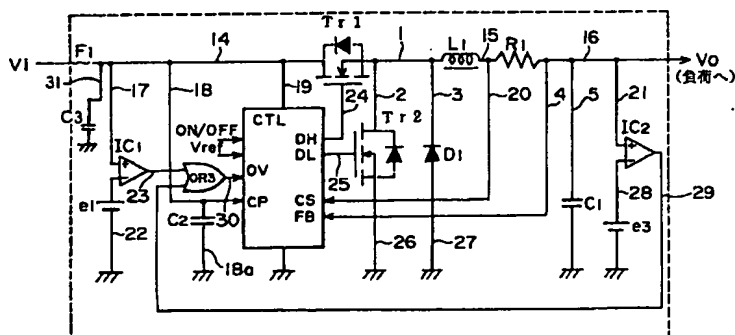 Tr1
Vi
F1
14
1
L1
15
R1
16
Vo
(負荷へ)
31
17
18
19
24
2
3
20
4
5
21
C3
CTL
Tr2
IC1
ON/OFF
Vref
DH
DL
IC2
23
OR3
OV
25
D1
CS
FB
28
29
e1
30
CP
C2
C1
e3
22
18a
26
27